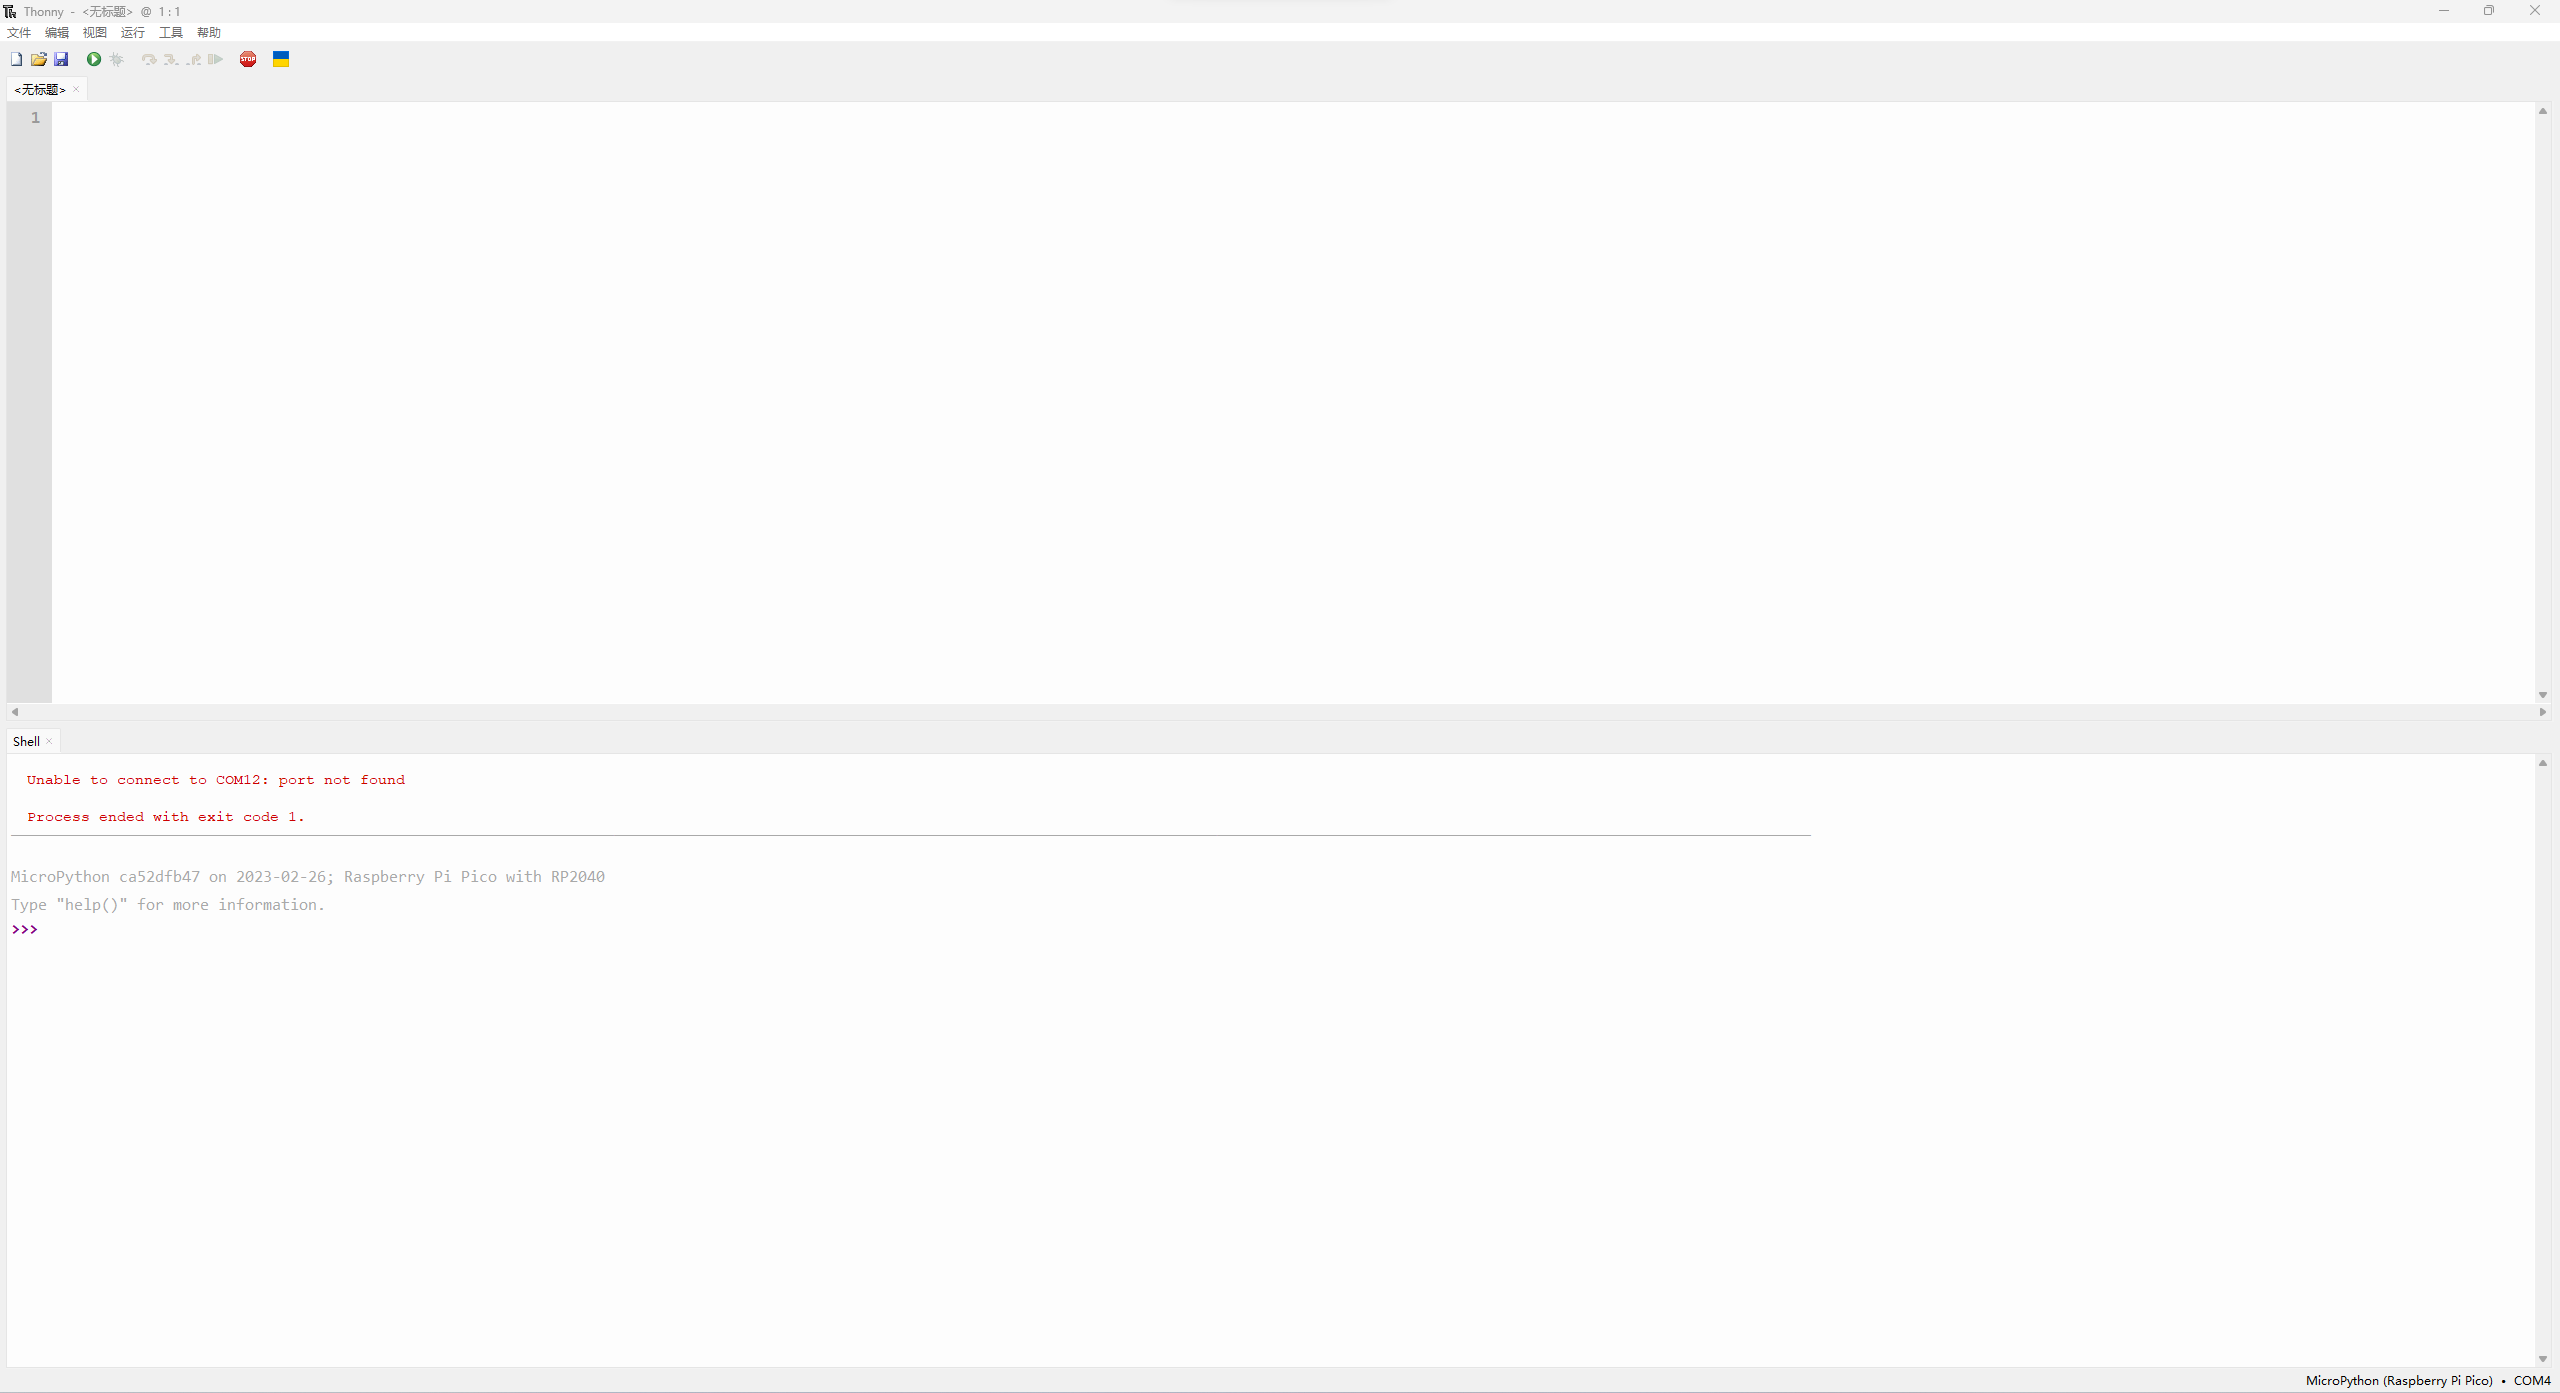 Thonny - <无标题> @ 1:1
文件 编辑 视图 运行 工具 帮助
STOP
<无标题> ×
1
Shell ×
Unable to connect to COM12: port not found
Process ended with exit code 1.
MicroPython ca52dfb47 on 2023-02-26; Raspberry Pi Pico with RP2040
Type "help()" for more information.
>>>
MicroPython (Raspberry Pi Pico) • COM4